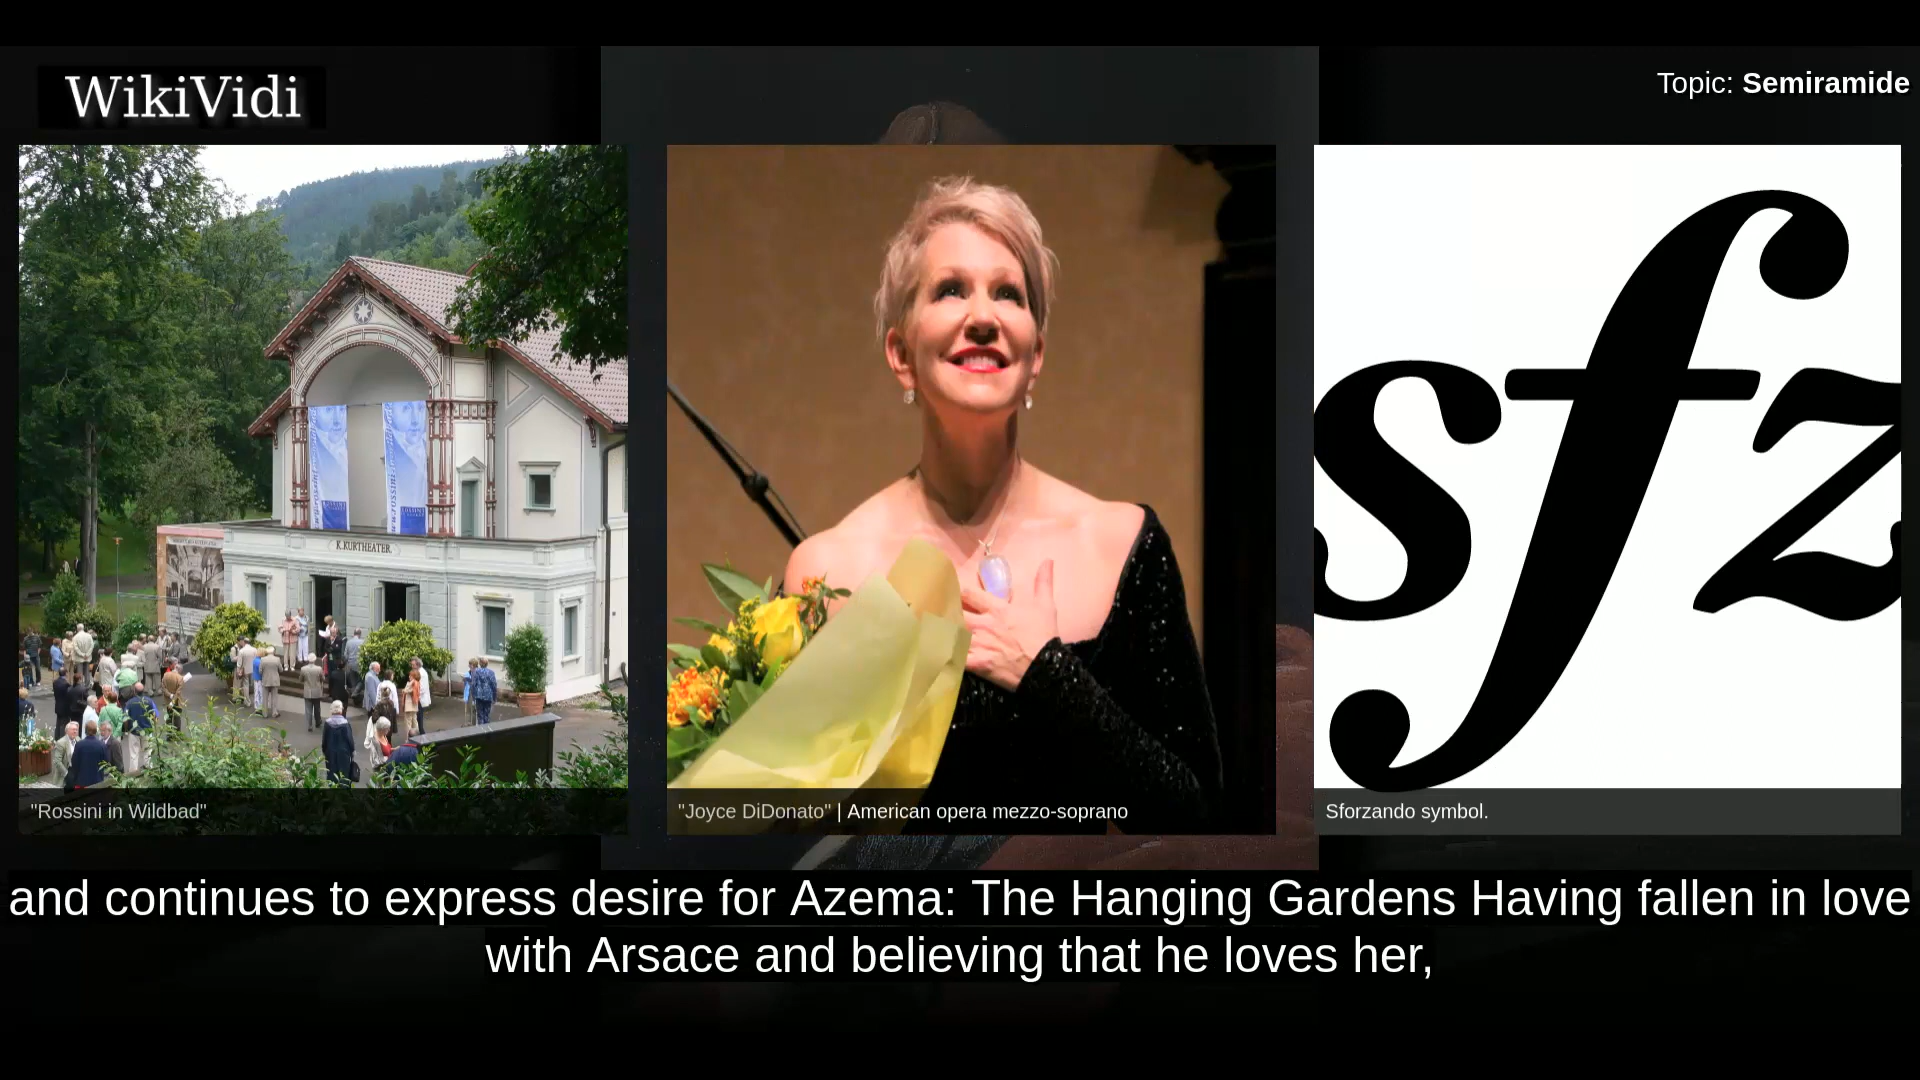 WikiVidi
Topic: Semiramide
K.KURTHEATER
sfz
"Rossini in Wildbad"
"Joyce DiDonato" | American opera mezzo-soprano
Sforzando symbol.
and continues to express desire for Azema: The Hanging Gardens Having fallen in love
with Arsace and believing that he loves her,